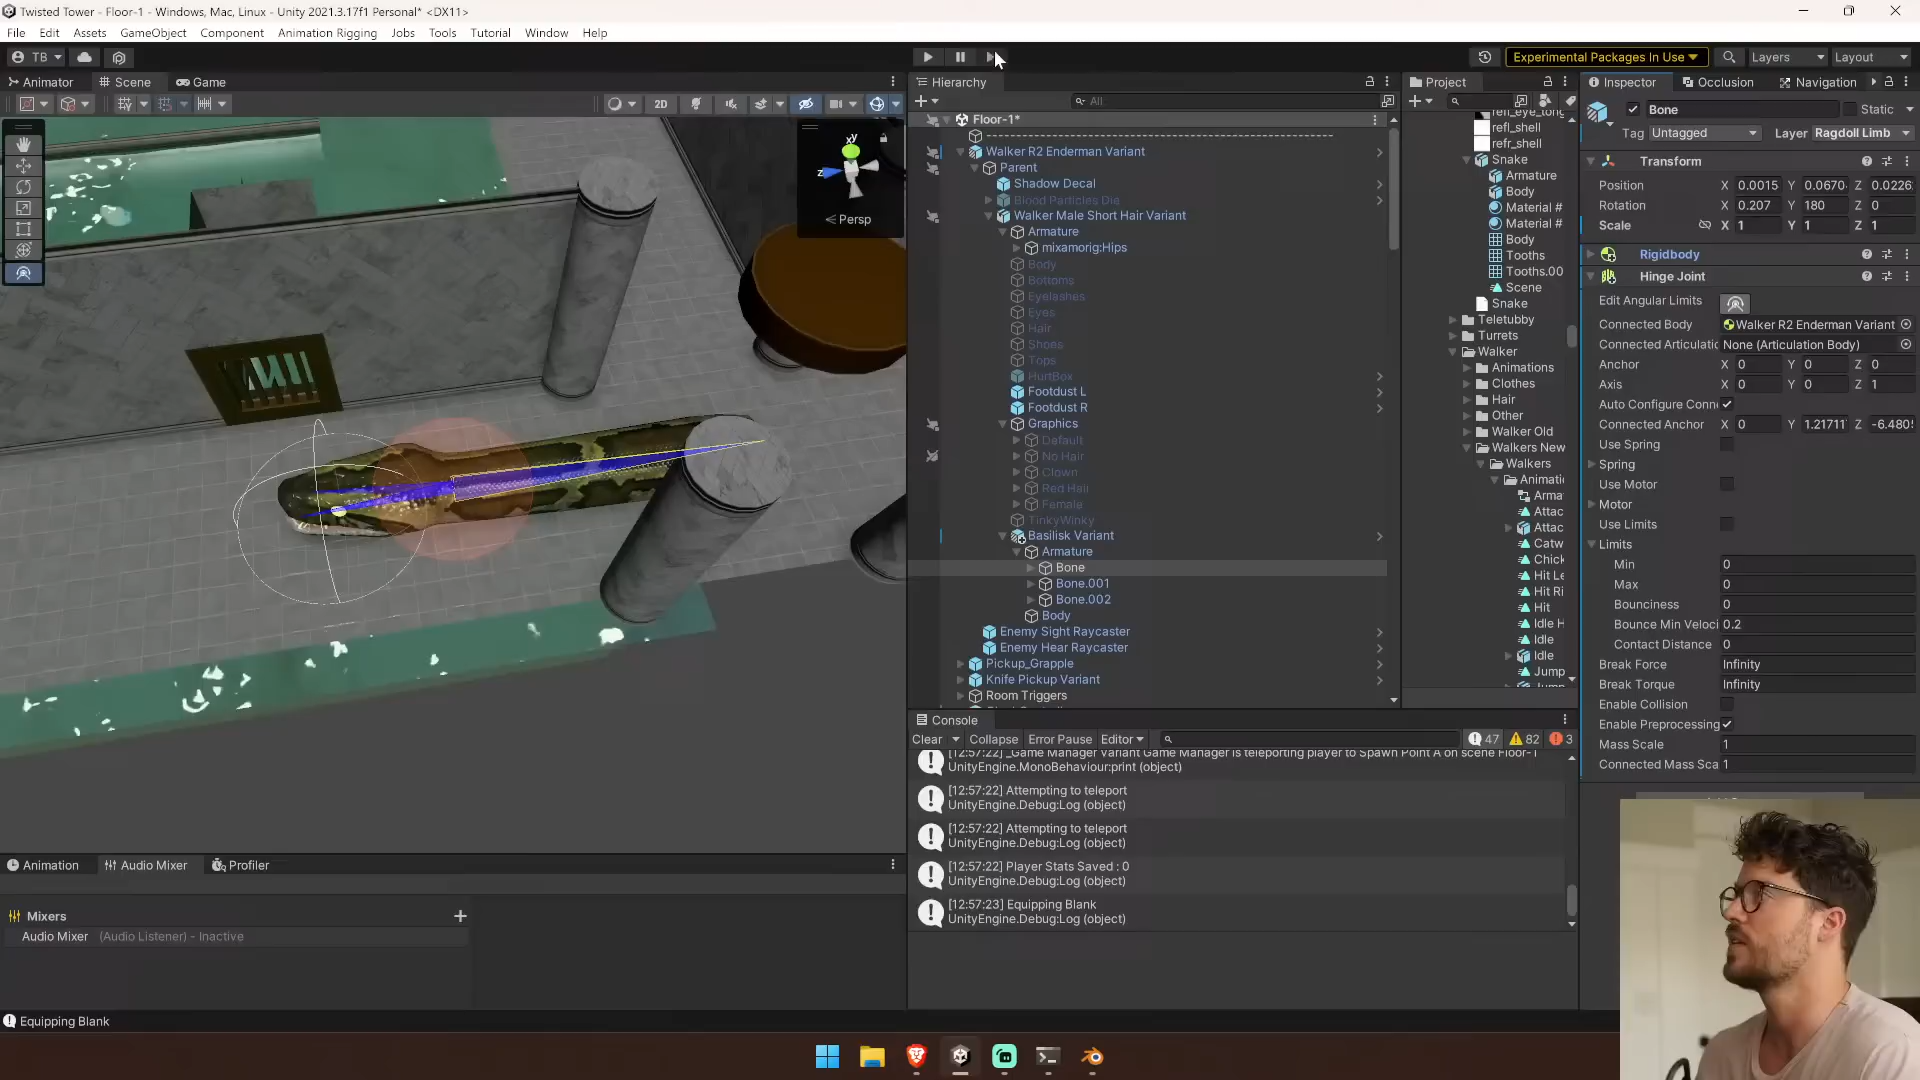 Twisted Tower - Floor-1 - Windows, Mac, Linux - Unity 2021.3.17f1 Personal* <DX11>
File Edit Assets GameObject Component Animation Rigging Jobs Tools Tutorial Window Help
TB Experimental Packages In Use Layers Layout
Animator Scene Game
2D
y
z
Persp
Animation Audio Mixer Profiler
Mixers
Audio Mixer (Audio Listener) - Inactive
Equipping Blank
Hierarchy
All
Floor-1*
Walker R2 Enderman Variant
Parent
Shadow Decal
Blood Particles Die
Walker Male Short Hair Variant
Armature
mixamorig:Hips
Body
Bottoms
Eyelashes
Eyes
Hair
Shoes
Tops
HurtBox
Footdust L
Footdust R
Graphics
Default
No Hair
Clown
Red Hair
Female
TinkyWinky
Basilisk Variant
Armature
Bone
Bone.001
Bone.002
Body
Enemy Sight Raycaster
Enemy Hear Raycaster
Pickup_Grapple
Knife Pickup Variant
Room Triggers
Console
Clear Collapse Error Pause Editor 47 82 3
[12:57:22] _Game Manager Variant Game Manager is teleporting player to Spawn Point A on scene Floor-1
UnityEngine.MonoBehaviour:print (object)
[12:57:22] Attempting to teleport
UnityEngine.Debug:Log (object)
[12:57:22] Attempting to teleport
UnityEngine.Debug:Log (object)
[12:57:22] Player Stats Saved : 0
UnityEngine.Debug:Log (object)
[12:57:23] Equipping Blank
UnityEngine.Debug:Log (object)
Project
refl_eye_tong
refl_shell
refr_shell
Snake
Armature
Body
Material #
Material #
Body
Tooths
Tooths.00
Scene
Snake
Teletubby
Turrets
Walker
Animations
Clothes
Hair
Other
Walker Old
Walkers New
Walkers
Animati
Arma
Attac
Attac
Catw
Chick
Hit Le
Hit Ri
Hit
Idle H
Idle
Idle
Jump
Inspector Occlusion Navigation
Bone Static
Tag Untagged Layer Ragdoll Limb
Transform
Position X 0.0015 Y 0.0670 Z 0.0226
Rotation X 0.207 Y 180 Z 0
Scale X 1 Y 1 Z 1
Rigidbody
Hinge Joint
Edit Angular Limits
Connected Body Walker R2 Enderman Variant
Connected Articulatio None (Articulation Body)
Anchor X 0 Y 0 Z 0
Axis X 0 Y 0 Z 1
Auto Configure Conn
Connected Anchor X 0 Y 1.21711 Z -6.480
Use Spring
Spring
Use Motor
Motor
Use Limits
Limits
Min 0
Max 0
Bounciness 0
Bounce Min Veloci 0.2
Contact Distance 0
Break Force Infinity
Break Torque Infinity
Enable Collision
Enable Preprocessing
Mass Scale 1
Connected Mass Sca 1